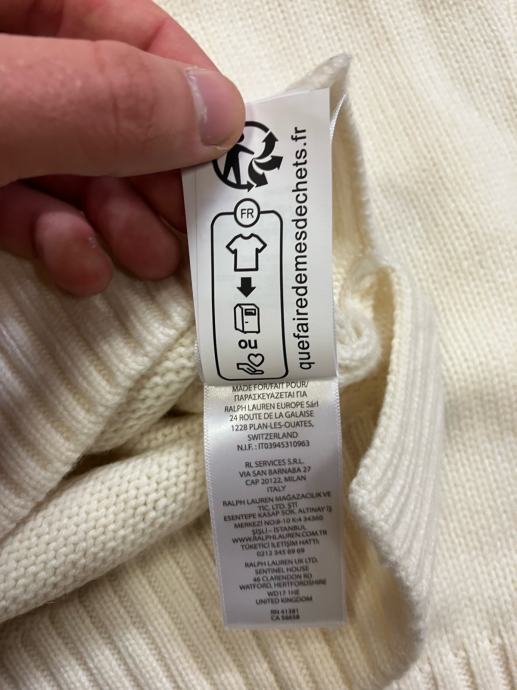 FR
ou
quefairedemesdechets.fr
MADE FOR/FAIT POUR/
ΠΑΡΑΣΚΕΥΑΖΕΤΑΙ ΓΙΑ
RALPH LAUREN EUROPE Sàrl
24 ROUTE DE LA GALAISE
1228 PLAN-LES-OUATES,
SWITZERLAND
N.I.F. : IT03945310963
RL SERVICES S.R.L.
VIA SAN BARNABA 27
CAP 20122, MILAN
ITALY
RALPH LAUREN MAĞAZACILIK VE
TİC. LTD. ŞTİ
ESENTEPE KASAP SOK. ALTINAY İŞ
MERKEZİ NO:9-10 K:4 34360
ŞİŞLİ - İSTANBUL
WWW.RALPHLAUREN.COM.TR
TÜKETİCİ İLETİŞİM HATTI:
0212 345 69 69
RALPH LAUREN UK LTD.
SENTINEL HOUSE
46 CLARENDON RD
WATFORD, HERTFORDSHIRE
WD17 1HE
UNITED KINGDOM
RN 41381
CA 56658